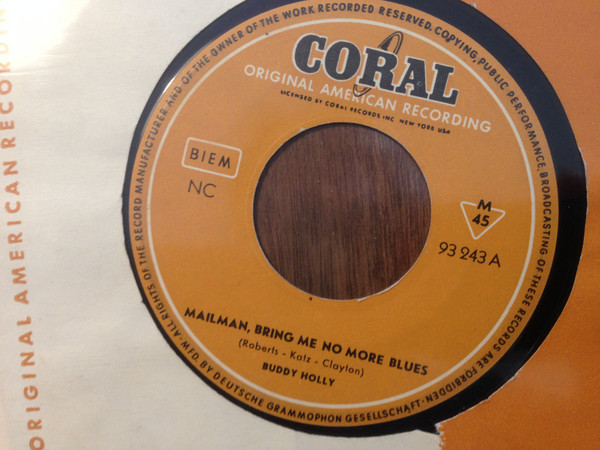 ALL RIGHTS OF THE RECORD MANUFACTURER AND OF THE OWNER OF THE WORK RECORDED RESERVED. COPYING, PUBLIC PERFORMANCE, BROADCASTING OF THESE RECORDS ARE FORBIDDEN
CORAL
ORIGINAL AMERICAN RECORDING
LICENSED BY CORAL RECORDS INC. NEW YORK USA
BIEM
NC
M
45
93 243 A
MAILMAN, BRING ME NO MORE BLUES
(Roberts - Katz - Clayton)
BUDDY HOLLY
MFD. BY DEUTSCHE GRAMMOPHON GESELLSCHAFT
ORIGINAL AMERICAN RECORDIN